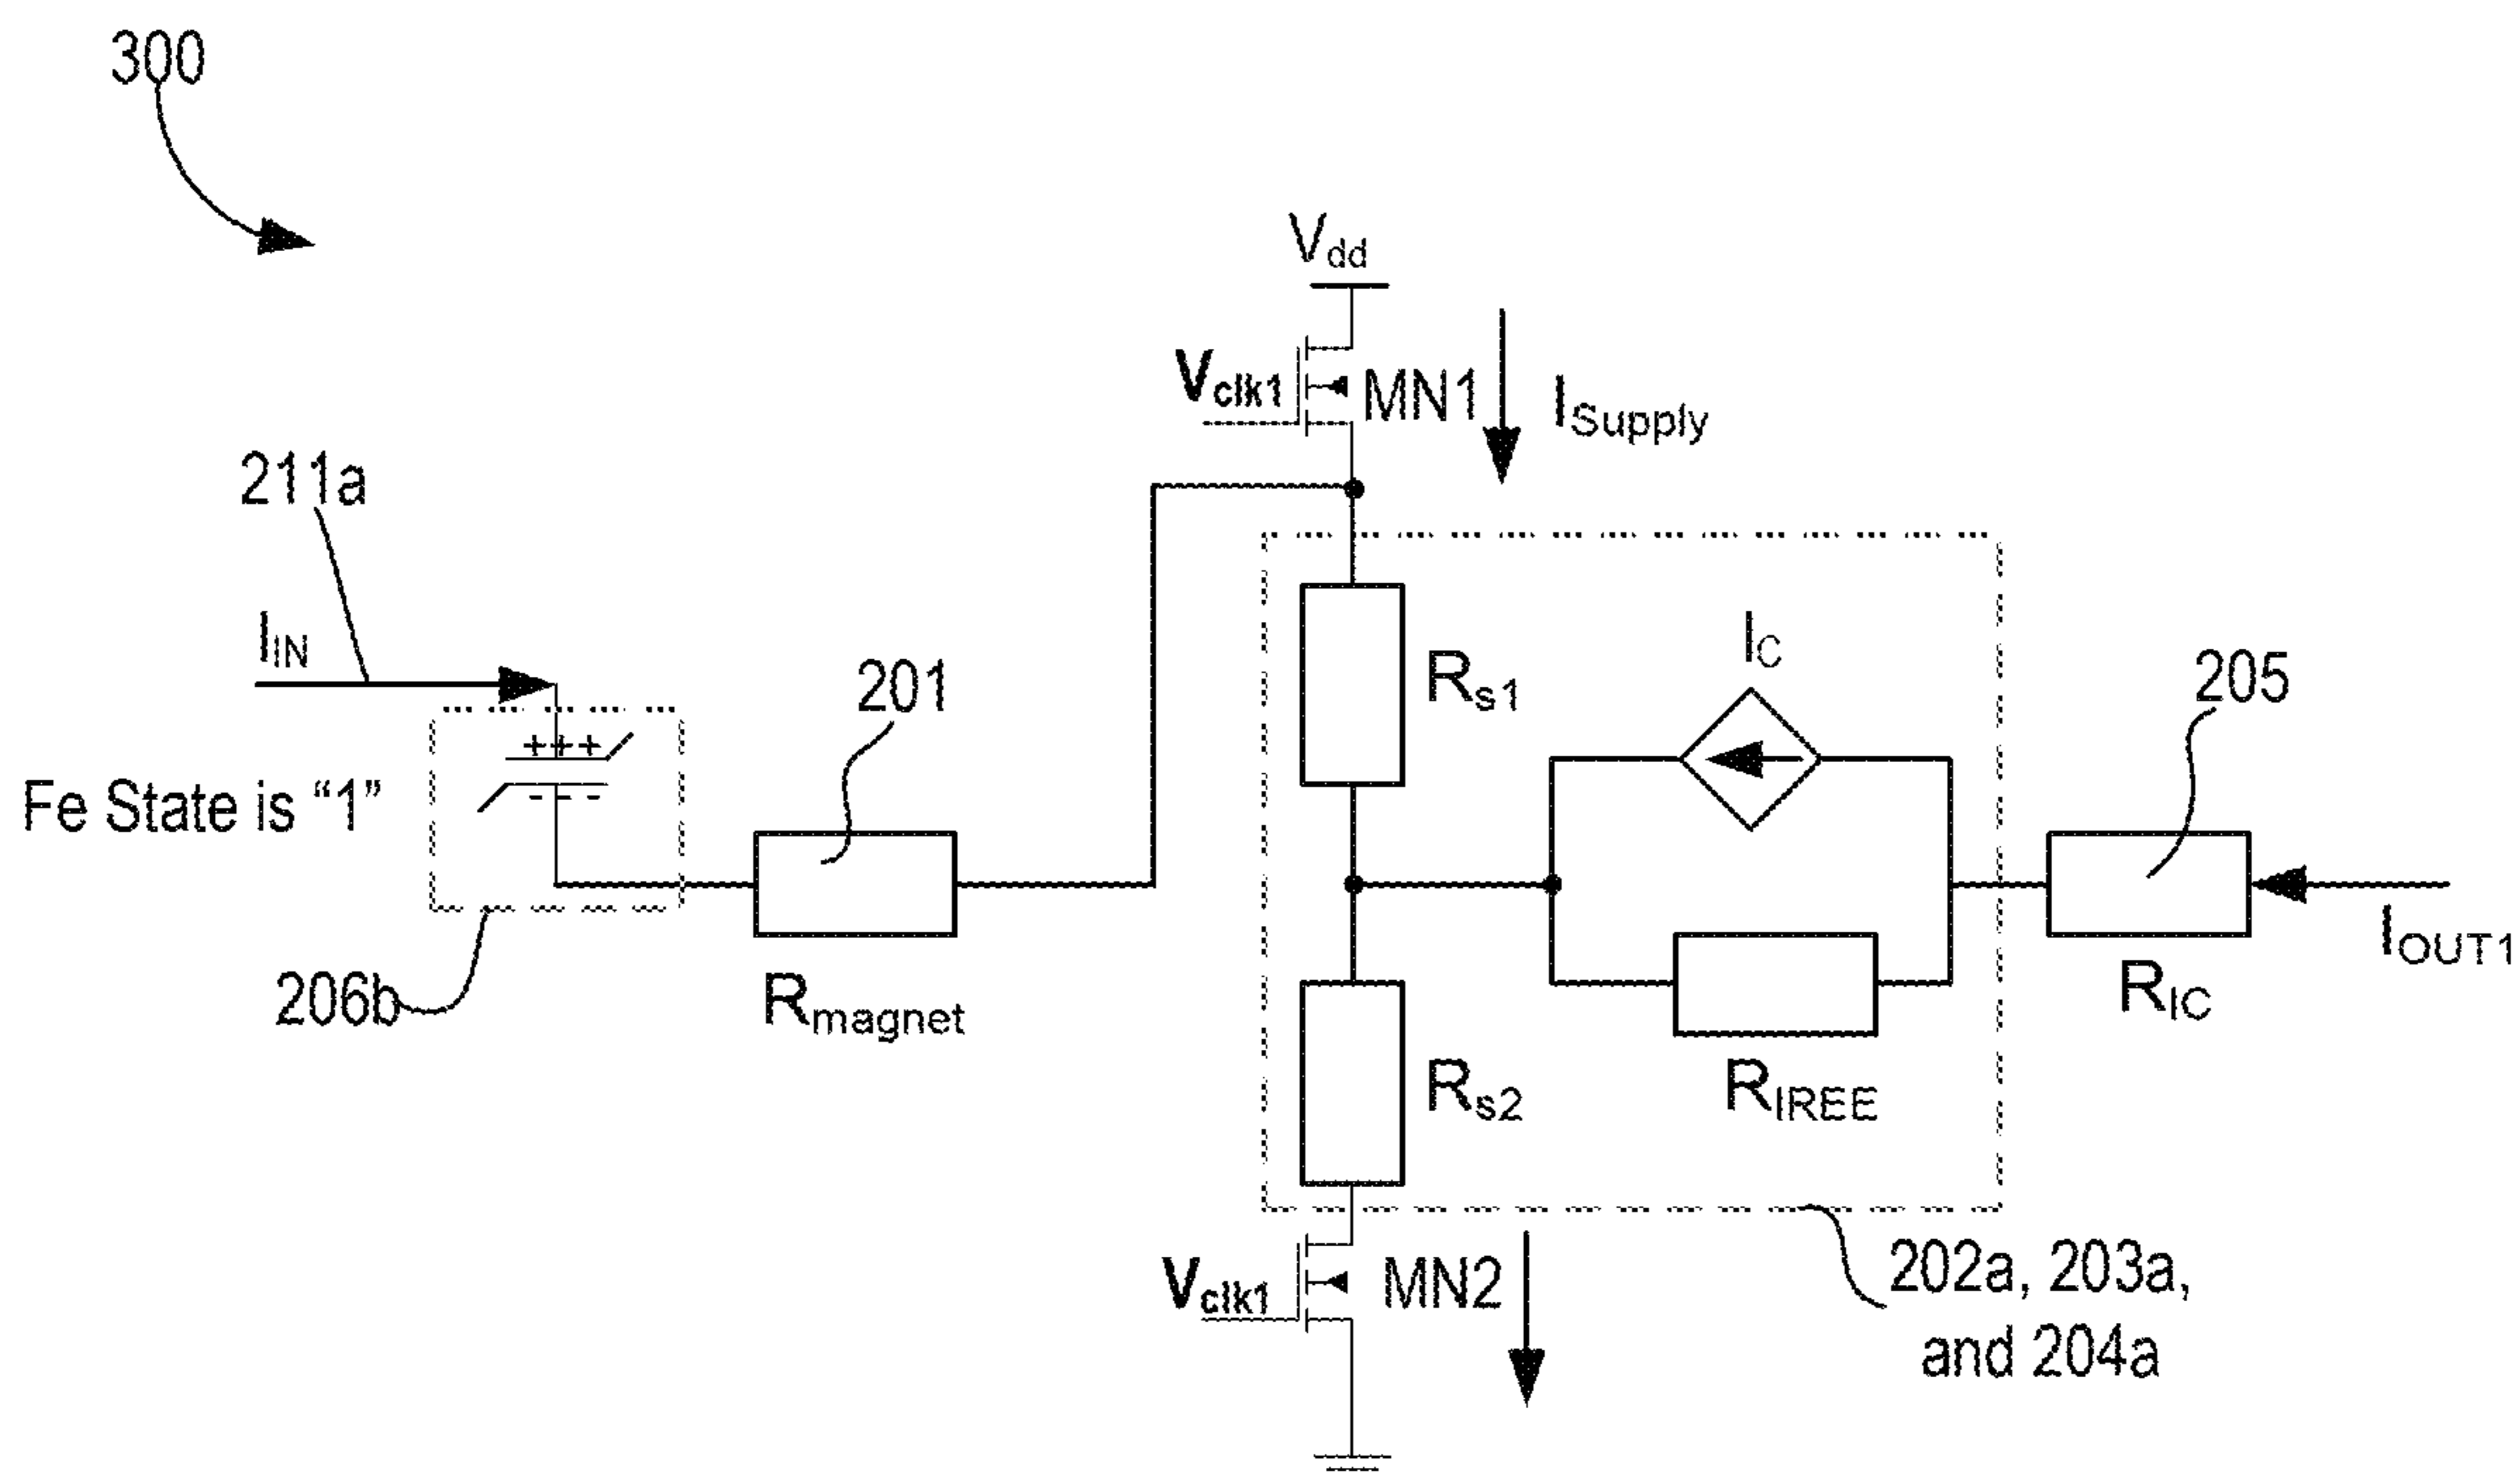 300
Vdd
Vclk1
MN1
ISupply
211a
IIN
201
Rs1
IC
205
+++
Fe State is “1”
- - -
206b
Rmagnet
RIC
IOUT1
Rs2
RIREE
Vclk1
MN2
202a, 203a,
and 204a